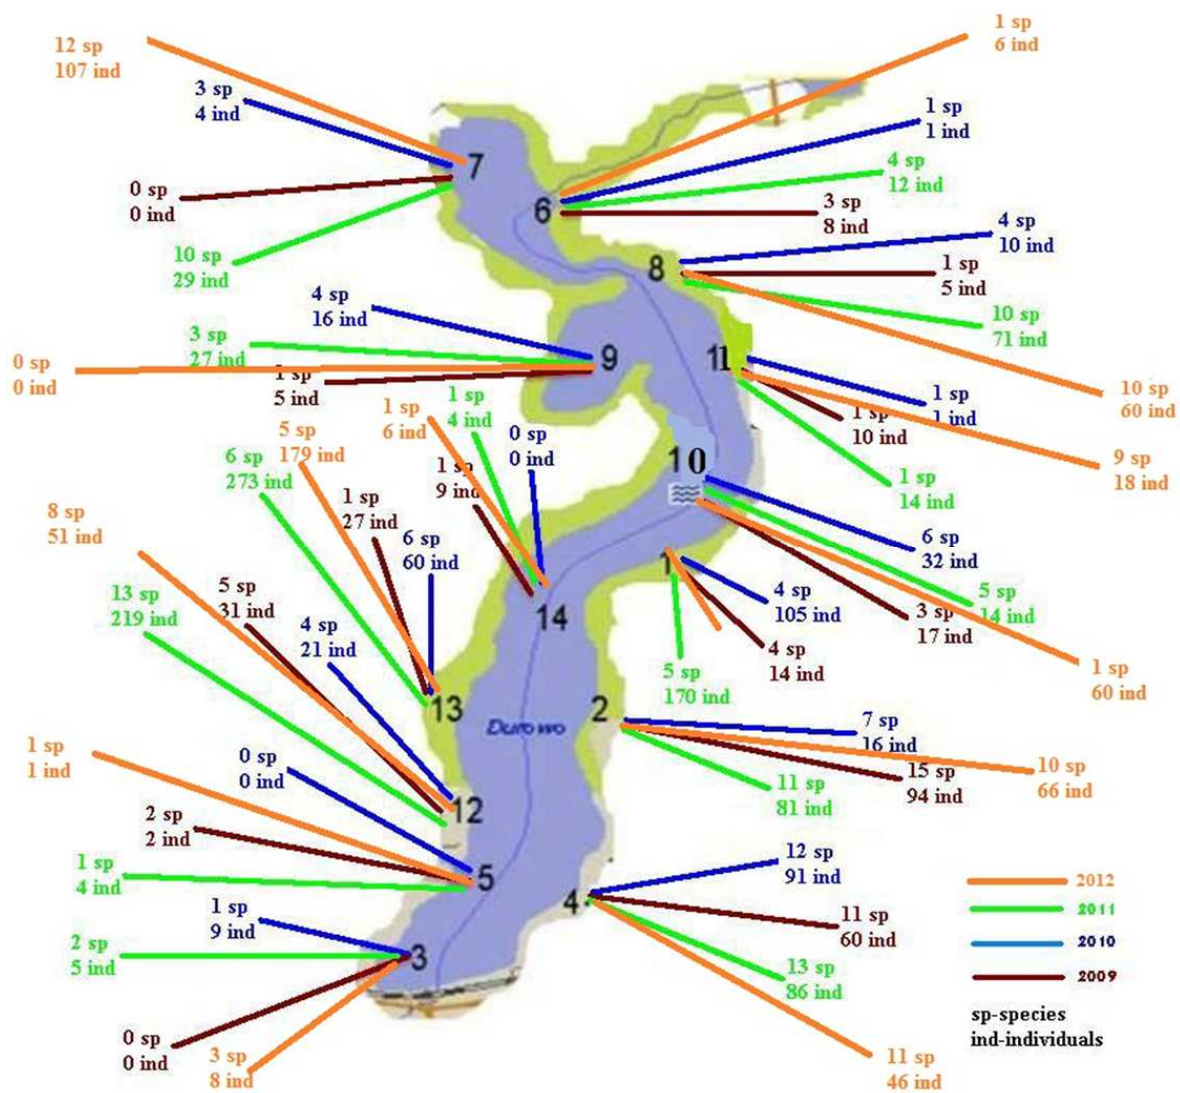 1 sp
6 ind
12 sp
107 ind
3 sp
4 ind
1 sp
1 ind
4 sp
12 ind
7
0 sp
0 ind
6
3 sp
8 ind
10 sp
29 ind
4 sp
10 ind
8
1 sp
5 ind
4 sp
16 ind
10 sp
71 ind
3 sp
27 ind
9
11
0 sp
0 ind
1 sp
5 ind
10 sp
60 ind
1 sp
1 ind
1 sp
10 ind
1 sp
4 ind
1 sp
6 ind
0 sp
0 ind
5 sp
179 ind
6 sp
273 ind
1 sp
9 ind
10
9 sp
18 ind
1 sp
14 ind
1 sp
27 ind
8 sp
51 ind
6 sp
60 ind
6 sp
32 ind
1
4 sp
105 ind
5 sp
14 ind
3 sp
17 ind
13 sp
219 ind
5 sp
31 ind
4 sp
21 ind
14
4 sp
14 ind
5 sp
170 ind
1 sp
60 ind
13
2
Durowo
7 sp
16 ind
1 sp
1 ind
0 sp
0 ind
15 sp
94 ind
10 sp
66 ind
11 sp
81 ind
12
2 sp
2 ind
1 sp
4 ind
5
12 sp
91 ind
4
11 sp
60 ind
1 sp
9 ind
2 sp
5 ind
3
13 sp
86 ind
0 sp
0 ind
3 sp
8 ind
11 sp
46 ind
2012
2011
2010
2009
sp-species
ind-individuals